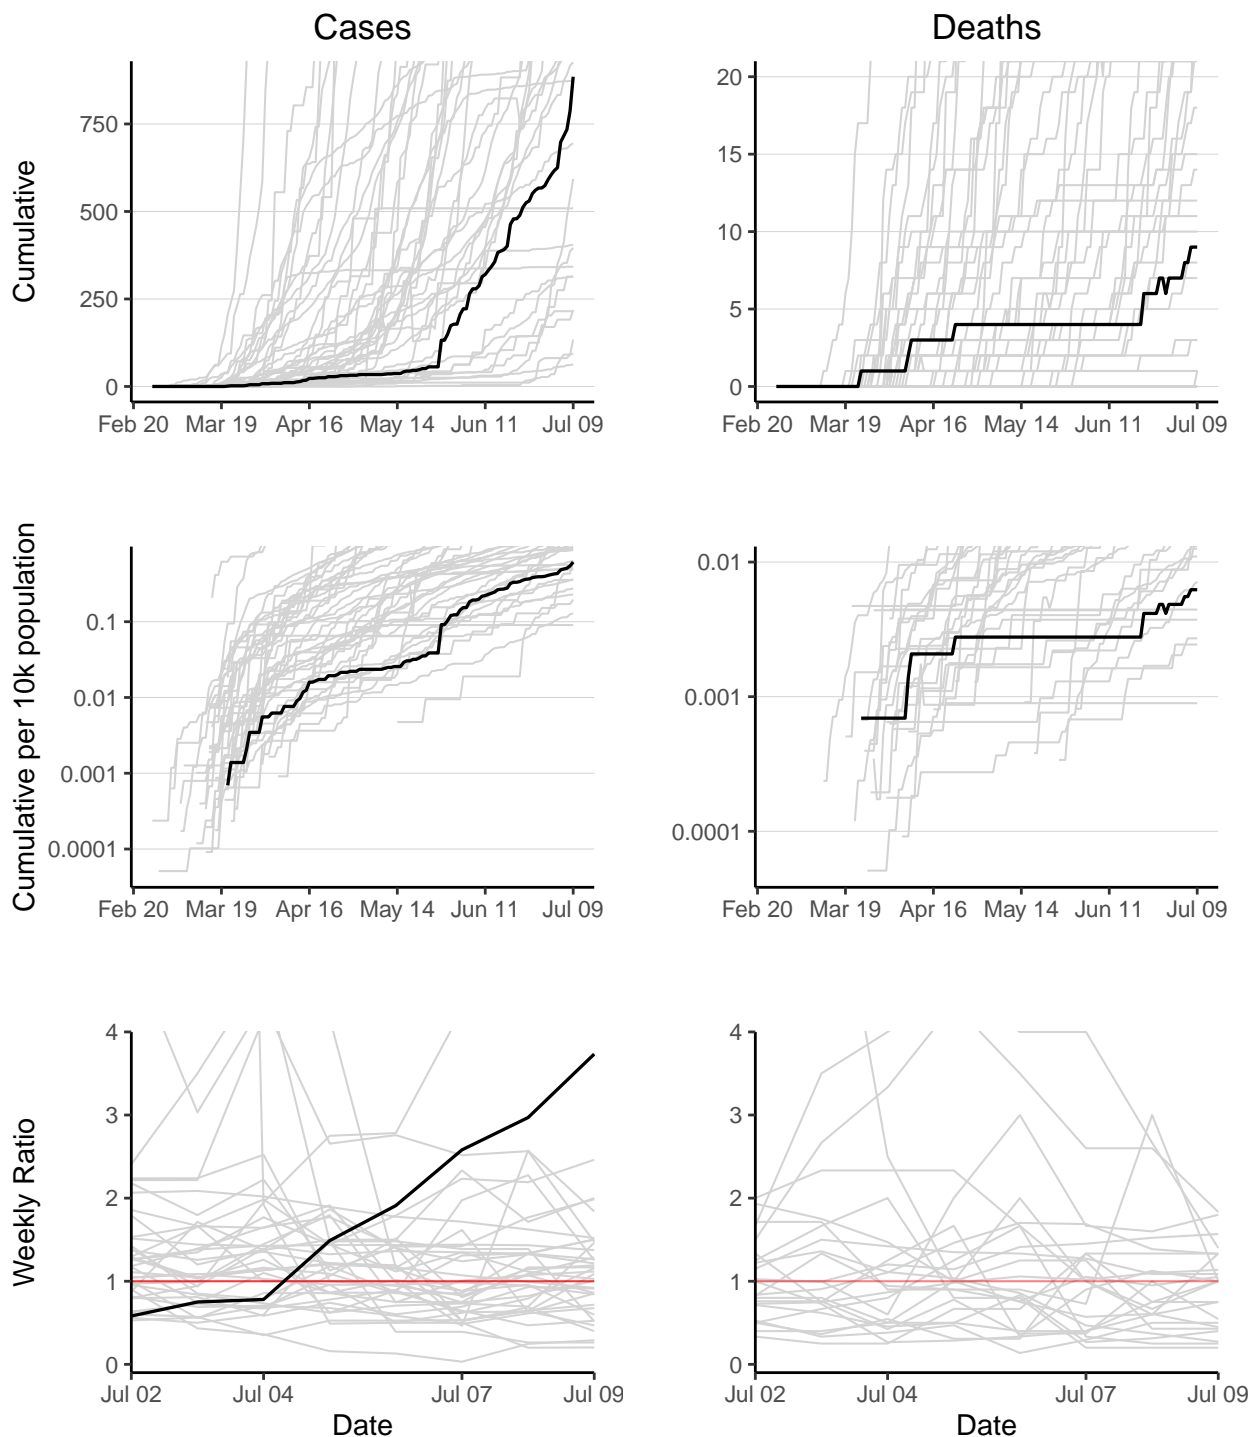 Cases
Deaths
Cumulative
750
500
250
0
Feb 20 Mar 19 Apr 16 May 14 Jun 11 Jul 09
20
15
10
5
0
Feb 20 Mar 19 Apr 16 May 14 Jun 11 Jul 09
Cumulative per 10k population
0.1
0.01
0.001
0.0001
Feb 20 Mar 19 Apr 16 May 14 Jun 11 Jul 09
0.01
0.001
0.0001
Feb 20 Mar 19 Apr 16 May 14 Jun 11 Jul 09
Weekly Ratio
4
3
2
1
0
Jul 02 Jul 04 Jul 07 Jul 09
Date
4
3
2
1
0
Jul 02 Jul 04 Jul 07 Jul 09
Date